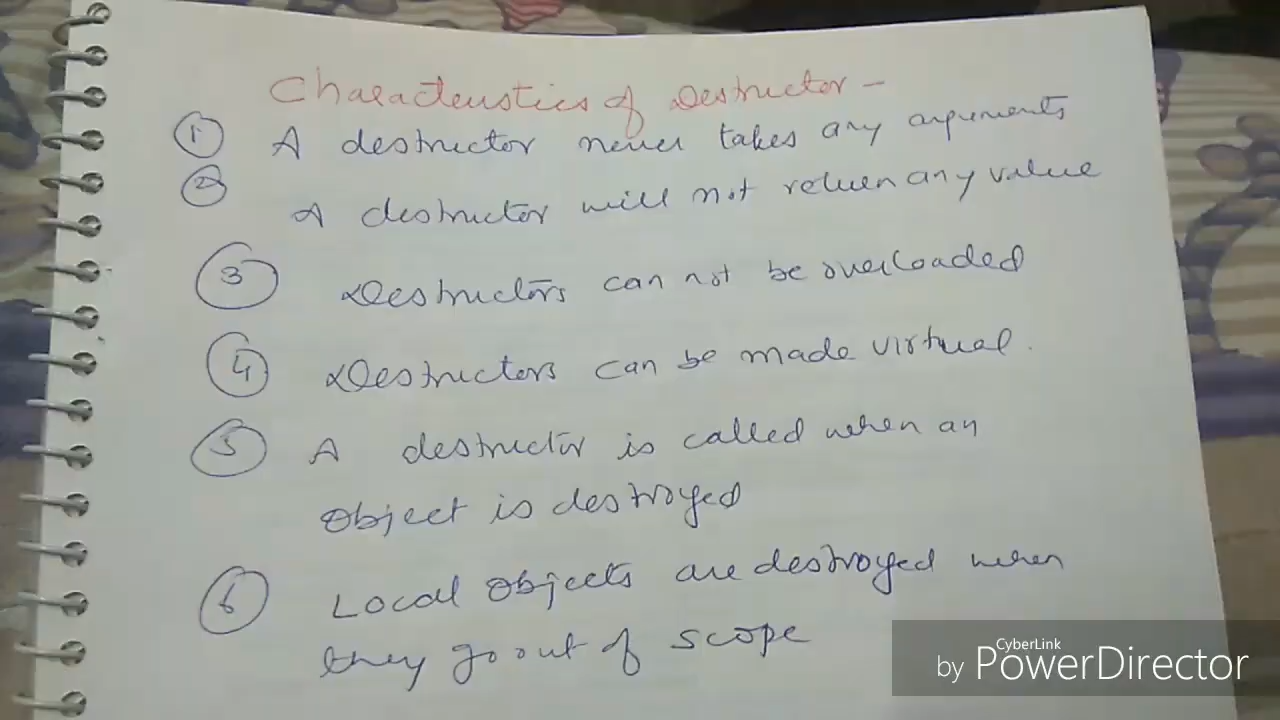 Characteristics of Destructor -
① A destructor never takes any arguments
② A destructor will not return any value
③ Destructors can not be overloaded
④ Destructors can be made virtual.
⑤ A destructor is called when an
object is destroyed
⑥ Local objects are destroyed when
they go out of scope
CyberLink
by PowerDirector